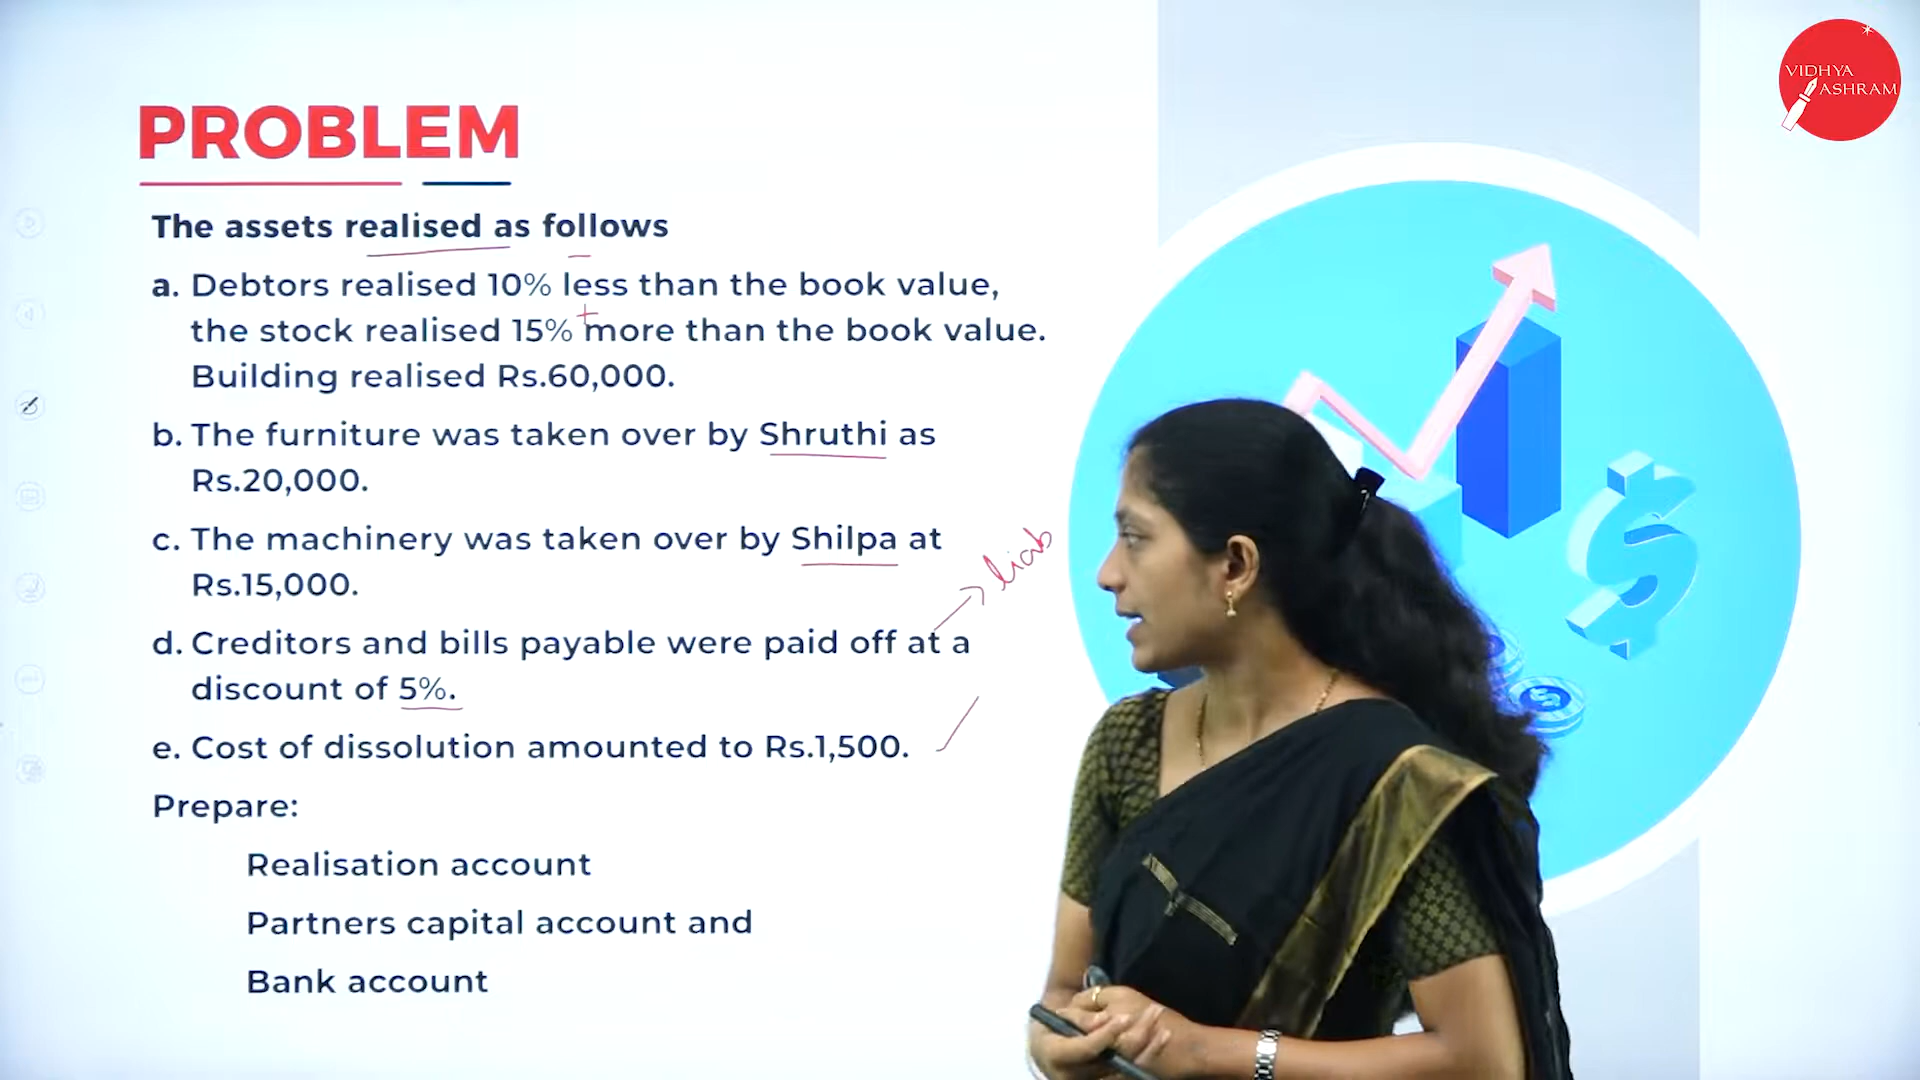 VIDHYA
ASHRAM
PROBLEM
The assets realised as follows
a. Debtors realised 10% less than the book value,
the stock realised 15% more than the book value.
Building realised Rs.60,000.
b. The furniture was taken over by Shruthi as
Rs.20,000.
c. The machinery was taken over by Shilpa at
Rs.15,000.
liab
d. Creditors and bills payable were paid off at a
discount of 5%.
e. Cost of dissolution amounted to Rs.1,500.
Prepare:
Realisation account
Partners capital account and
Bank account